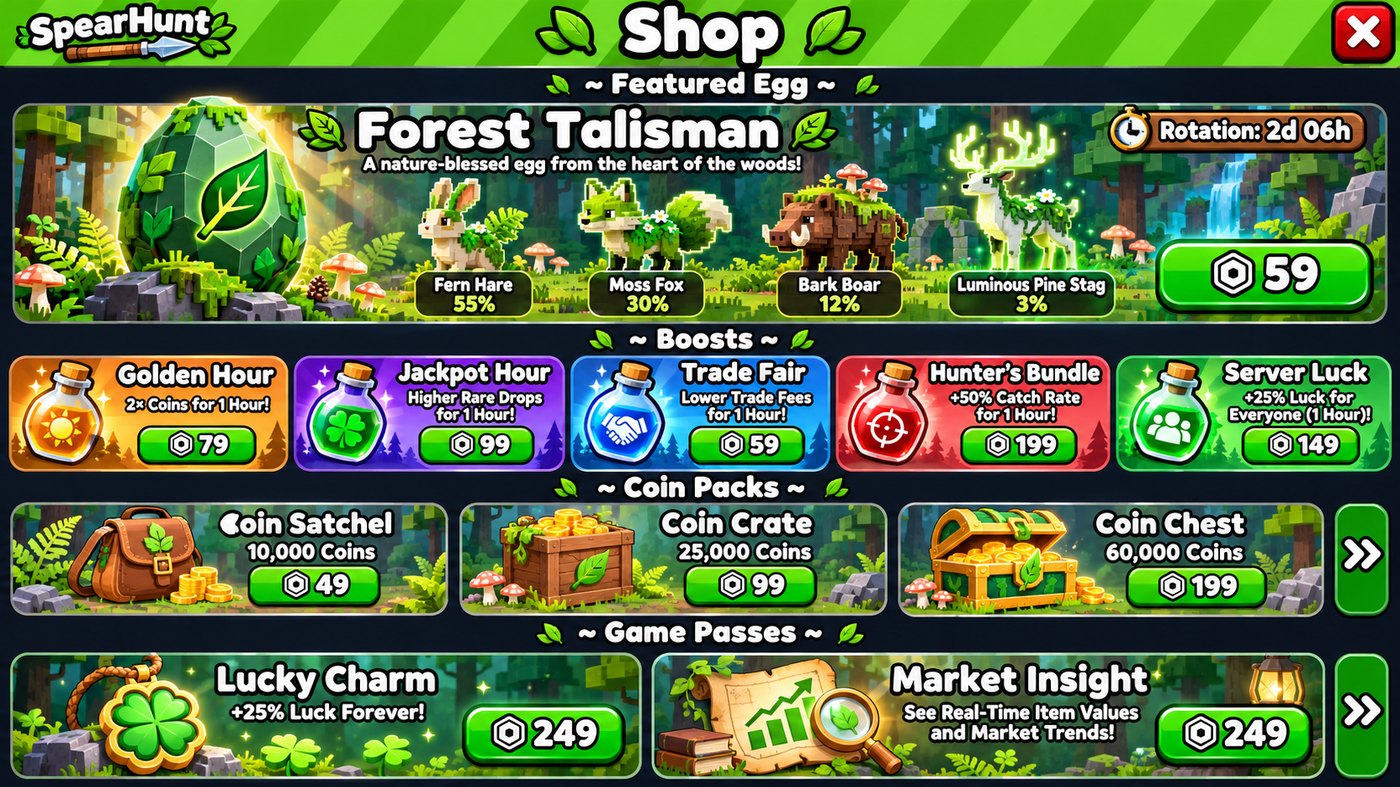 SpearHunt
Shop
~ Featured Egg ~
Forest Talisman
A nature-blessed egg from the heart of the woods!
Rotation: 2d 06h
Fern Hare
55%
Moss Fox
30%
Bark Boar
12%
Luminous Pine Stag
3%
59
~ Boosts ~
Golden Hour
2× Coins for 1 Hour!
79
Jackpot Hour
Higher Rare Drops
for 1 Hour!
99
Trade Fair
Lower Trade Fees
for 1 Hour!
59
Hunter's Bundle
+50% Catch Rate
for 1 Hour!
199
Server Luck
+25% Luck for
Everyone (1 Hour)!
149
~ Coin Packs ~
Coin Satchel
10,000 Coins
49
Coin Crate
25,000 Coins
99
Coin Chest
60,000 Coins
199
~ Game Passes ~
Lucky Charm
+25% Luck Forever!
249
Market Insight
See Real-Time Item Values
and Market Trends!
249